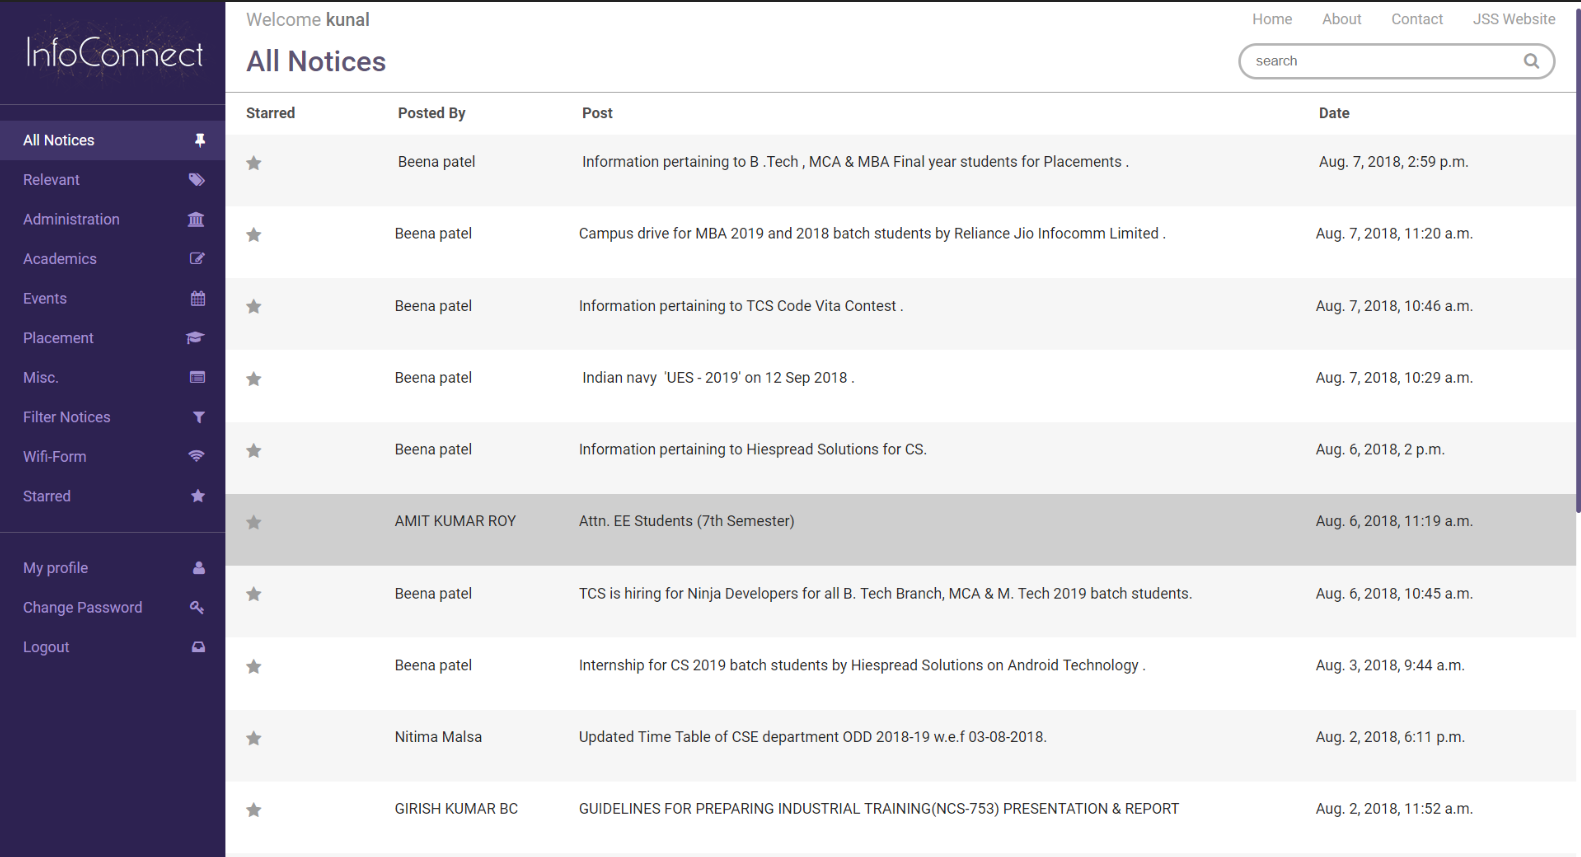 InfoConnect
All Notices
Relevant
Administration
Academics
Events
Placement
Misc.
Filter Notices
Wifi-Form
Starred
My profile
Change Password
Logout
Welcome kunal
Home About Contact JSS Website
All Notices
search
Starred Posted By Post Date
Beena patel Information pertaining to B .Tech , MCA & MBA Final year students for Placements . Aug. 7, 2018, 2:59 p.m.
Beena patel Campus drive for MBA 2019 and 2018 batch students by Reliance Jio Infocomm Limited . Aug. 7, 2018, 11:20 a.m.
Beena patel Information pertaining to TCS Code Vita Contest . Aug. 7, 2018, 10:46 a.m.
Beena patel Indian navy 'UES - 2019' on 12 Sep 2018 . Aug. 7, 2018, 10:29 a.m.
Beena patel Information pertaining to Hiespread Solutions for CS. Aug. 6, 2018, 2 p.m.
AMIT KUMAR ROY Attn. EE Students (7th Semester) Aug. 6, 2018, 11:19 a.m.
Beena patel TCS is hiring for Ninja Developers for all B. Tech Branch, MCA & M. Tech 2019 batch students. Aug. 6, 2018, 10:45 a.m.
Beena patel Internship for CS 2019 batch students by Hiespread Solutions on Android Technology . Aug. 3, 2018, 9:44 a.m.
Nitima Malsa Updated Time Table of CSE department ODD 2018-19 w.e.f 03-08-2018. Aug. 2, 2018, 6:11 p.m.
GIRISH KUMAR BC GUIDELINES FOR PREPARING INDUSTRIAL TRAINING(NCS-753) PRESENTATION & REPORT Aug. 2, 2018, 11:52 a.m.